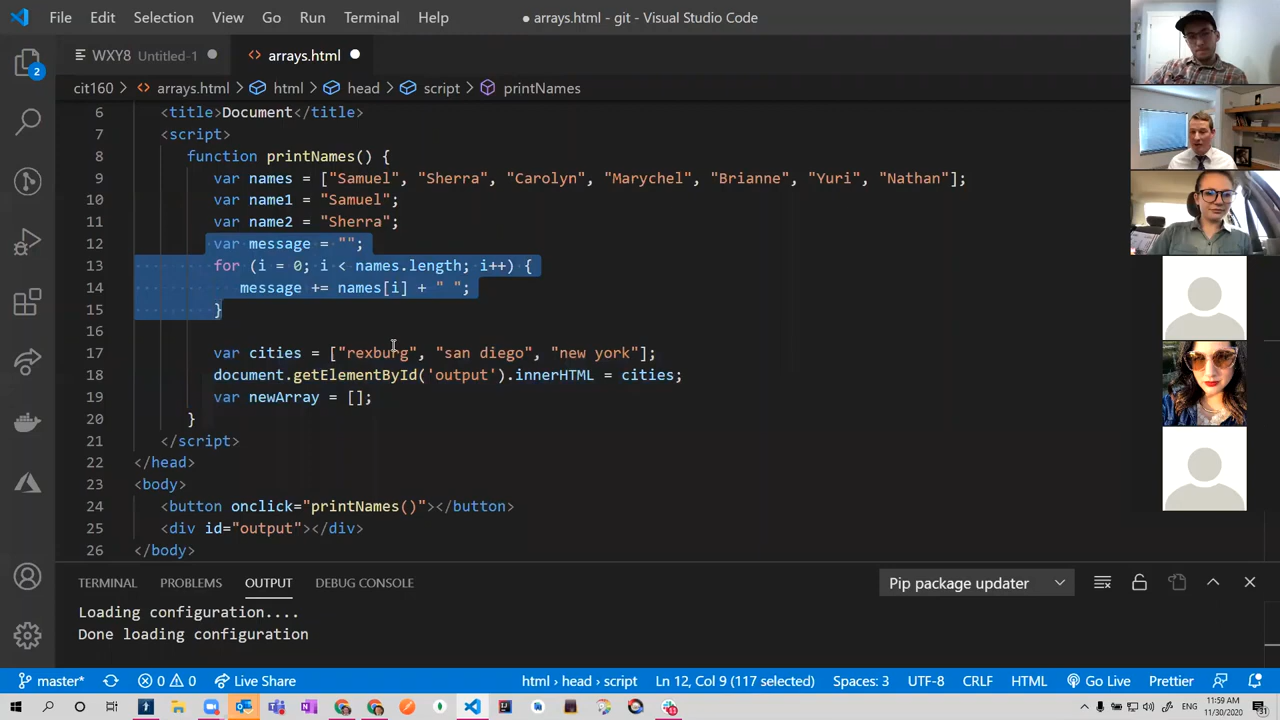 File Edit Selection View Go Run Terminal Help ● arrays.html - git - Visual Studio Code
WXY8 Untitled-1 ● <> arrays.html ●
2
cit160 > <> arrays.html > html > head > script > printNames
6 <title>Document</title>
7 <script>
8 function printNames() {
9 var names = ["Samuel", "Sherra", "Carolyn", "Marychel", "Brianne", "Yuri", "Nathan"];
10 var name1 = "Samuel";
11 var name2 = "Sherra";
12 var message = "";
13 for (i = 0; i < names.length; i++) {
14 message += names[i] + " ";
15 }
16
17 var cities = ["rexburg", "san diego", "new york"];
18 document.getElementById('output').innerHTML = cities;
19 var newArray = [];
20 }
21 </script>
22 </head>
23 <body>
24 <button onclick="printNames()"></button>
25 <div id="output"></div>
26 </body>
TERMINAL PROBLEMS OUTPUT DEBUG CONSOLE Pip package updater
Loading configuration....
Done loading configuration
master* 0 0 Live Share html > head > script Ln 12, Col 9 (117 selected) Spaces: 3 UTF-8 CRLF HTML Go Live Prettier
ENG 11:59 AM
11/30/2020